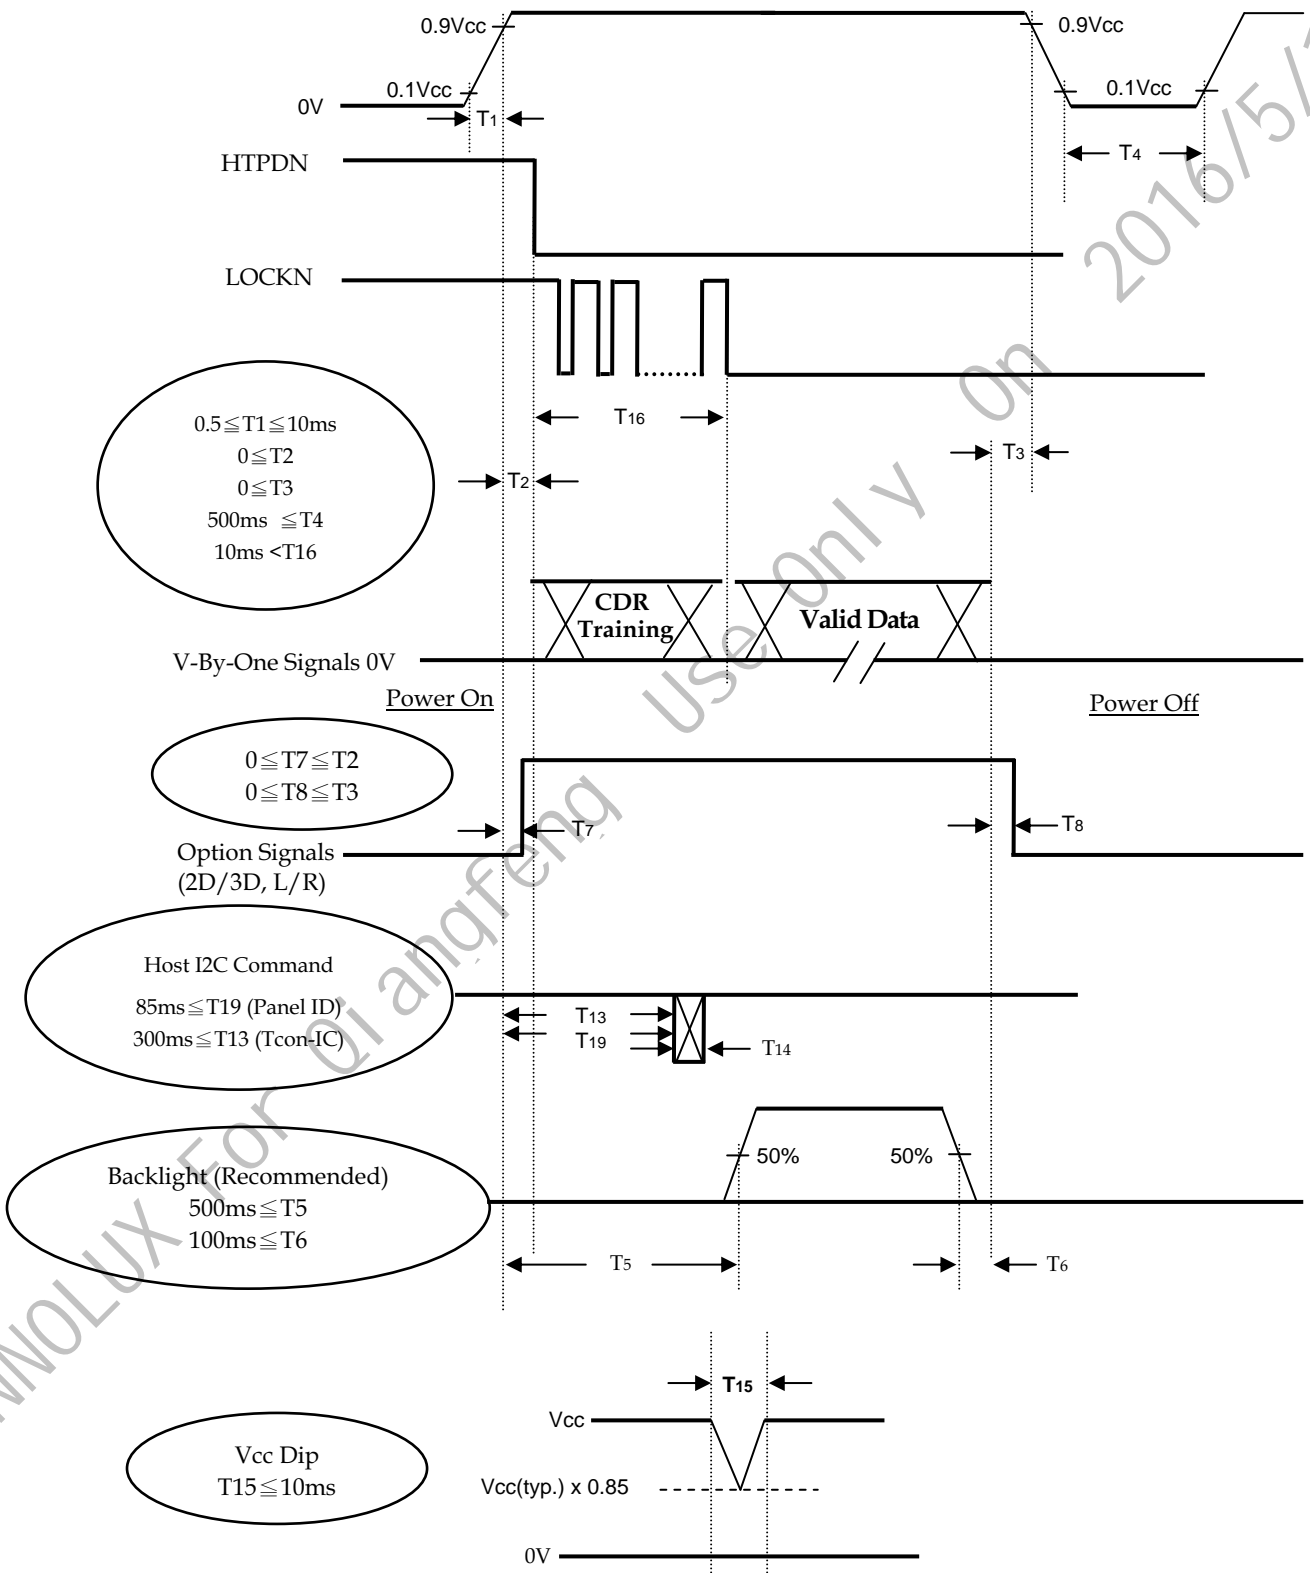 0.9Vcc
0.9Vcc
0.1Vcc
0.1Vcc
0V
T1
T4
HTPDN
LOCKN
0.5≦T1≦10ms
0≦T2
0≦T3
500ms ≦T4
10ms <T16
T16
T3
T2
CDR
Training
Valid Data
V-By-One Signals 0V
Power On
Power Off
0≦T7≦T2
0≦T8≦T3
T7
T8
Option Signals
(2D/3D, L/R)
Host I2C Command
85ms≦T19 (Panel ID)
300ms≦T13 (Tcon-IC)
T13
T19
T14
50%
50%
Backlight (Recommended)
500ms≦T5
100ms≦T6
T5
T6
T15
Vcc
Vcc Dip
T15≦10ms
Vcc(typ.) x 0.85
0V
NNOLUX For Qiangfeng Use Only On 2016/5/